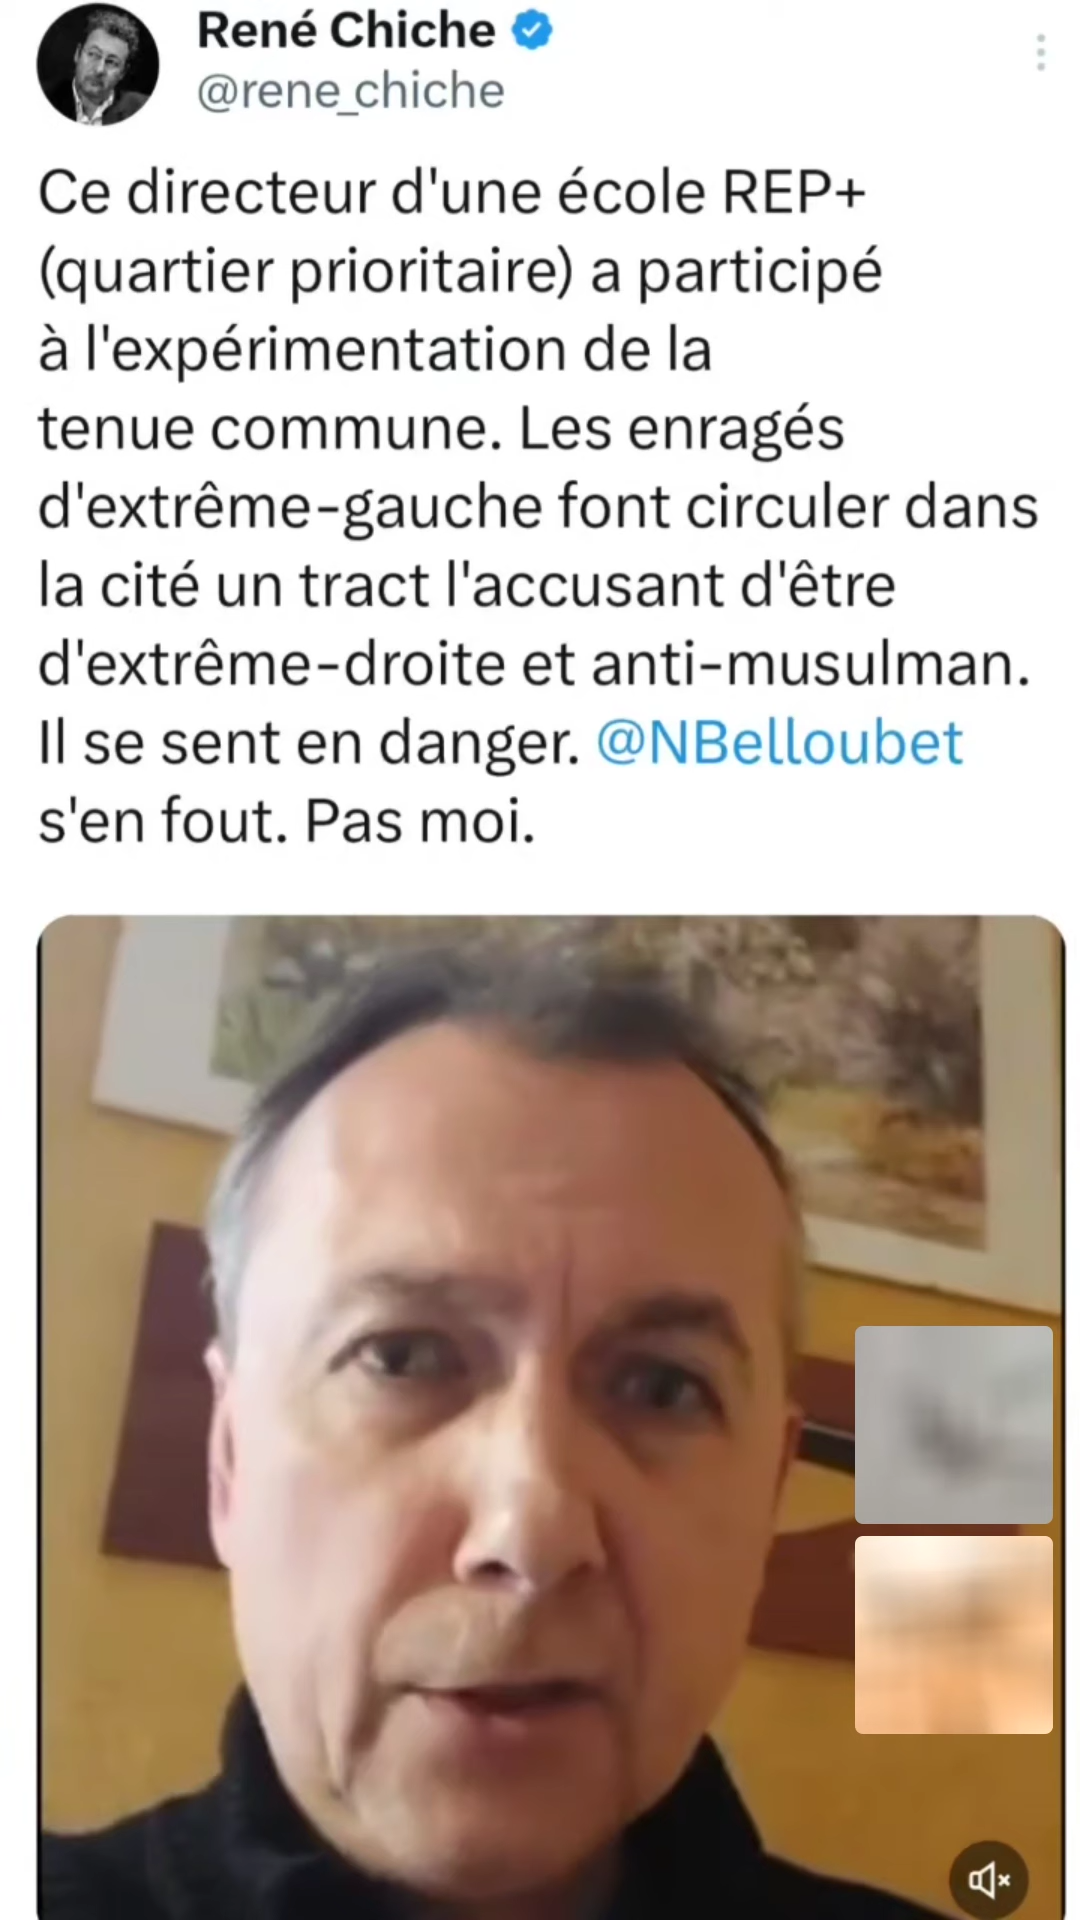 René Chiche
@rene_chiche
Ce directeur d'une école REP+
(quartier prioritaire) a participé
à l'expérimentation de la
tenue commune. Les enragés
d'extrême-gauche font circuler dans
la cité un tract l'accusant d'être
d'extrême-droite et anti-musulman.
Il se sent en danger. @NBelloubet
s'en fout. Pas moi.